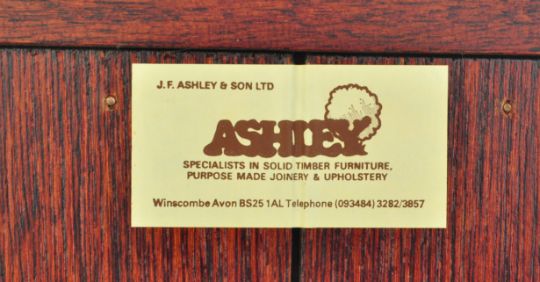 J.F. ASHLEY & SON LTD
ASHLEY
SPECIALISTS IN SOLID TIMBER FURNITURE,
PURPOSE MADE JOINERY & UPHOLSTERY
Winscombe Avon BS25 1AL Telephone (093484) 3282/3857